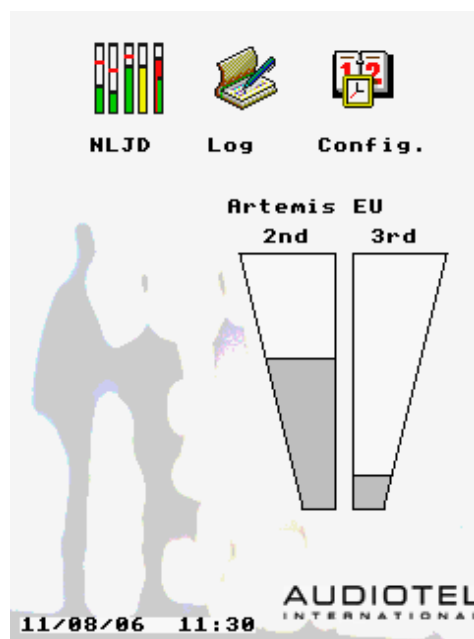 NLJD Log Config.
Artemis EU
2nd 3rd
AUDIOTEL
INTERNATIONAL
11/08/06 11:30